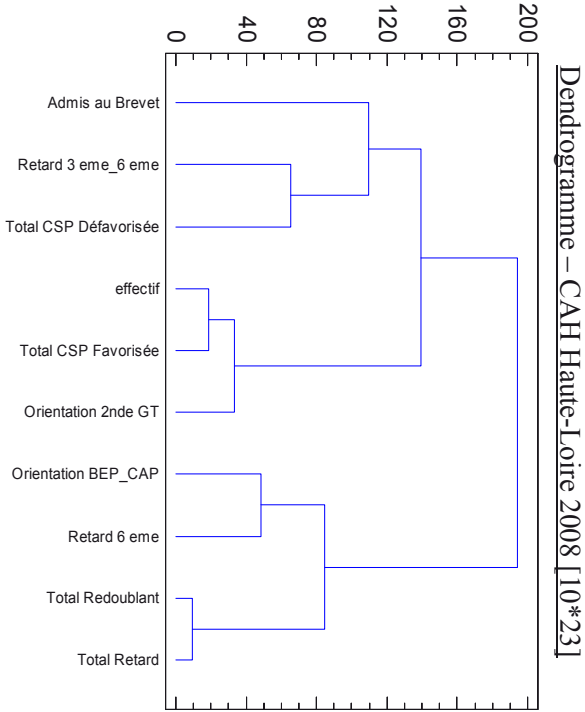 Dendrogramme – CAH Haute-Loire 2008 [10*23]
0
40
80
120
160
200
Admis au Brevet
Retard 3 eme_6 eme
Total CSP Défavorisée
effectif
Total CSP Favorisée
Orientation 2nde GT
Orientation BEP_CAP
Retard 6 eme
Total Redoublant
Total Retard